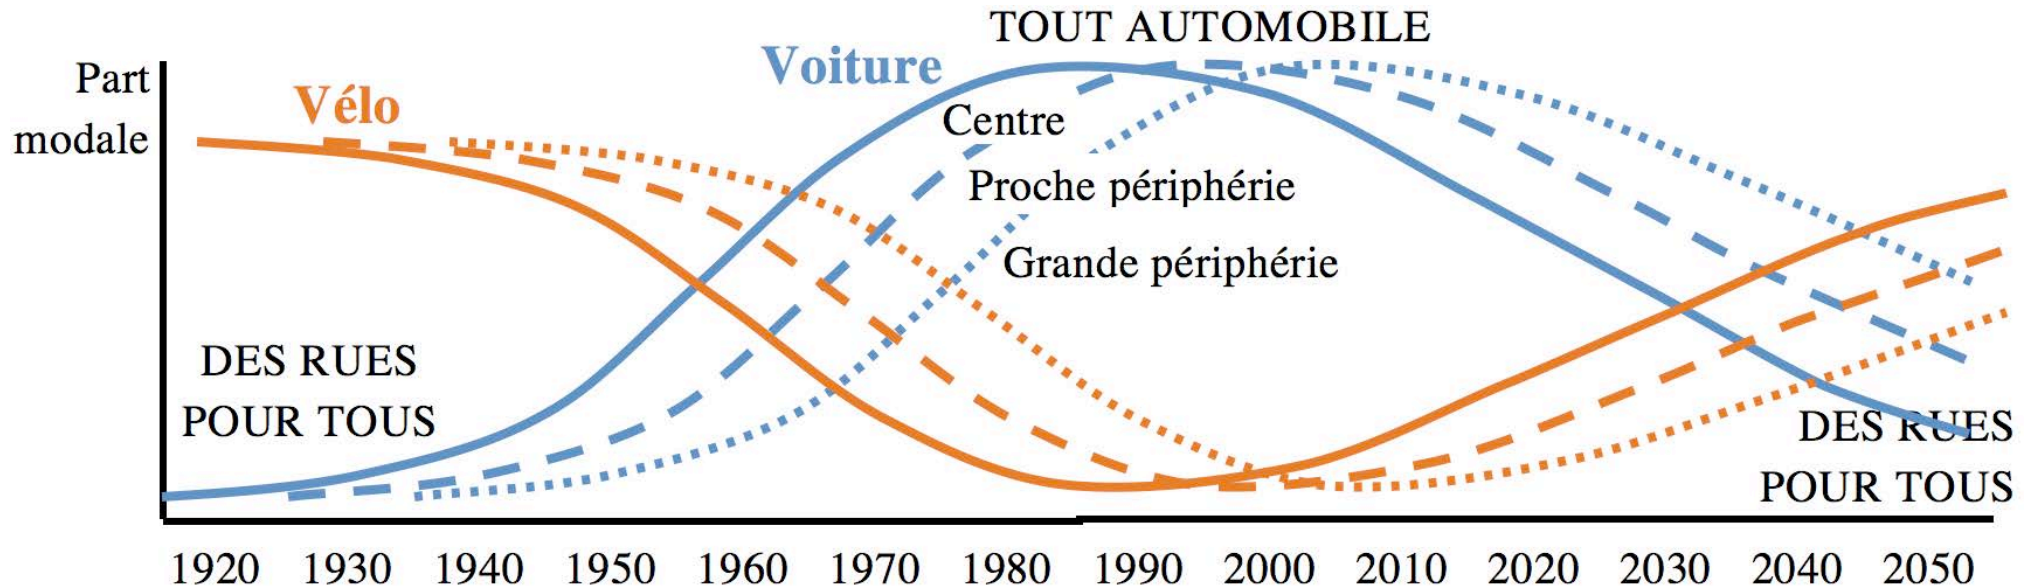 TOUT AUTOMOBILE
Part
modale
Vélo
Voiture
Centre
Proche périphérie
Grande périphérie
DES RUES
POUR TOUS
DES RUES
POUR TOUS
1920 1930 1940 1950 1960 1970 1980 1990 2000 2010 2020 2030 2040 2050